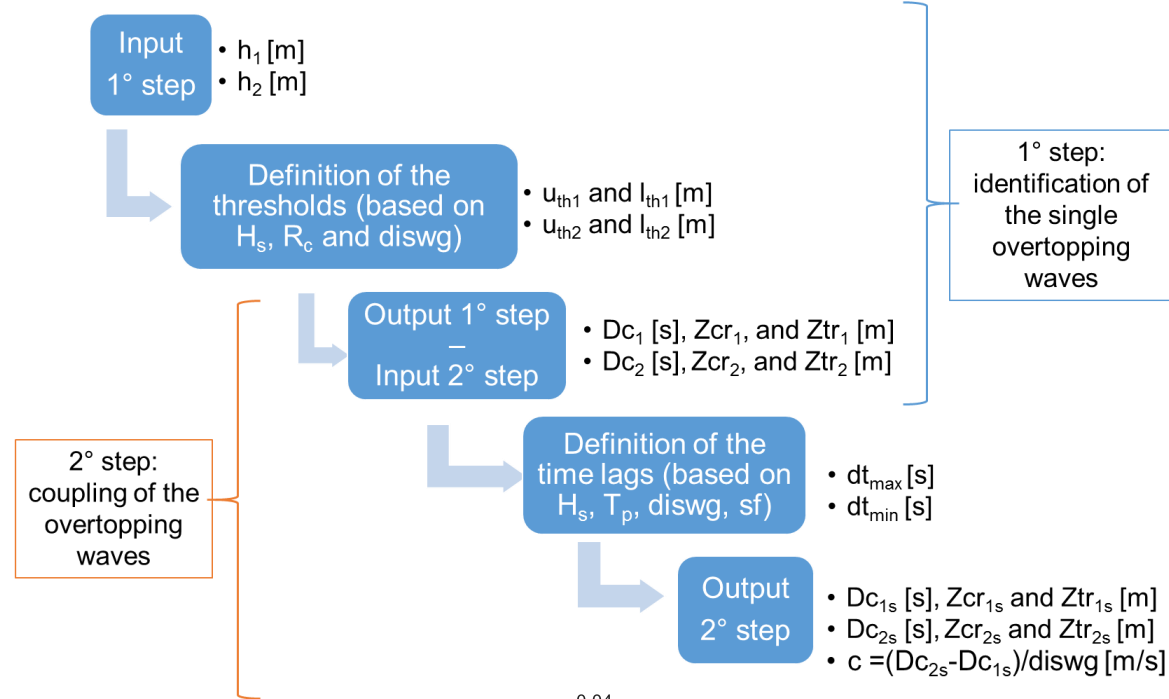 Input
1° step
• h₁ [m]
• h₂ [m]
Definition of the
thresholds (based on
Hₛ, R꜀ and diswg)
• uₜₕ₁ and lₜₕ₁ [m]
• uₜₕ₂ and lₜₕ₂ [m]
1° step:
identification of
the single
overtopping
waves
Output 1° step
–
Input 2° step
• Dc₁ [s], Zcr₁, and Ztr₁ [m]
• Dc₂ [s], Zcr₂, and Ztr₂ [m]
2° step:
coupling of the
overtopping
waves
Definition of the
time lags (based on
Hₛ, Tₚ, diswg, sf)
• dtₘₐₓ [s]
• dtₘᵢₙ [s]
Output
2° step
• Dc₁ₛ [s], Zcr₁ₛ and Ztr₁ₛ [m]
• Dc₂ₛ [s], Zcr₂ₛ and Ztr₂ₛ [m]
• c =(Dc₂ₛ-Dc₁ₛ)/diswg [m/s]